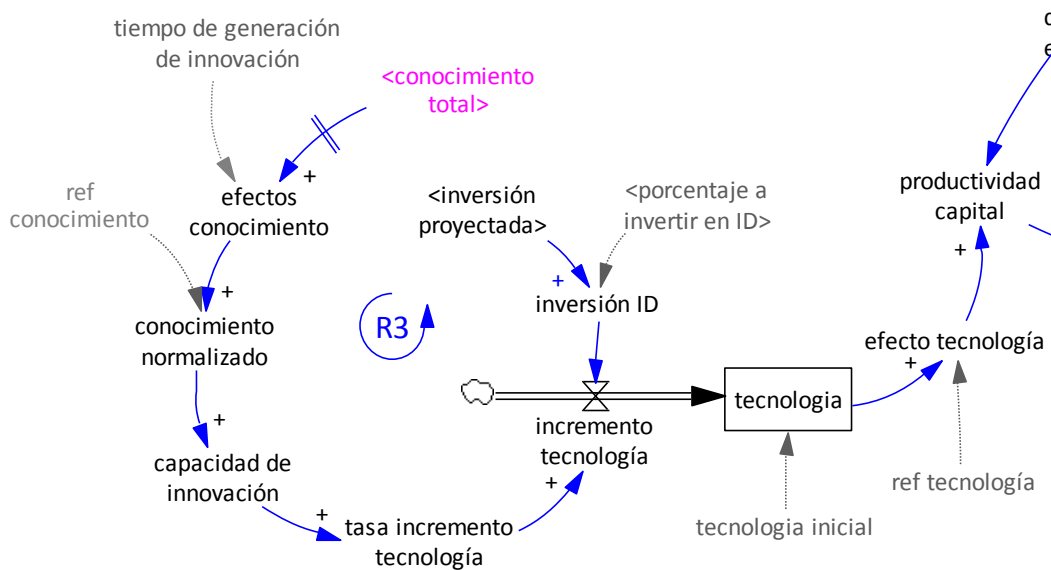 tiempo de generación
de innovación
<conocimiento
total>
+
efectos
conocimiento
ref
conocimiento
+
conocimiento
normalizado
+
capacidad de
innovación
+
tasa incremento
tecnología
+
R3
<inversión
proyectada>
<porcentaje a
invertir en ID>
+
inversión ID
incremento
tecnología
tecnologia
tecnologia inicial
+
efecto tecnología
ref tecnología
+
productividad
capital